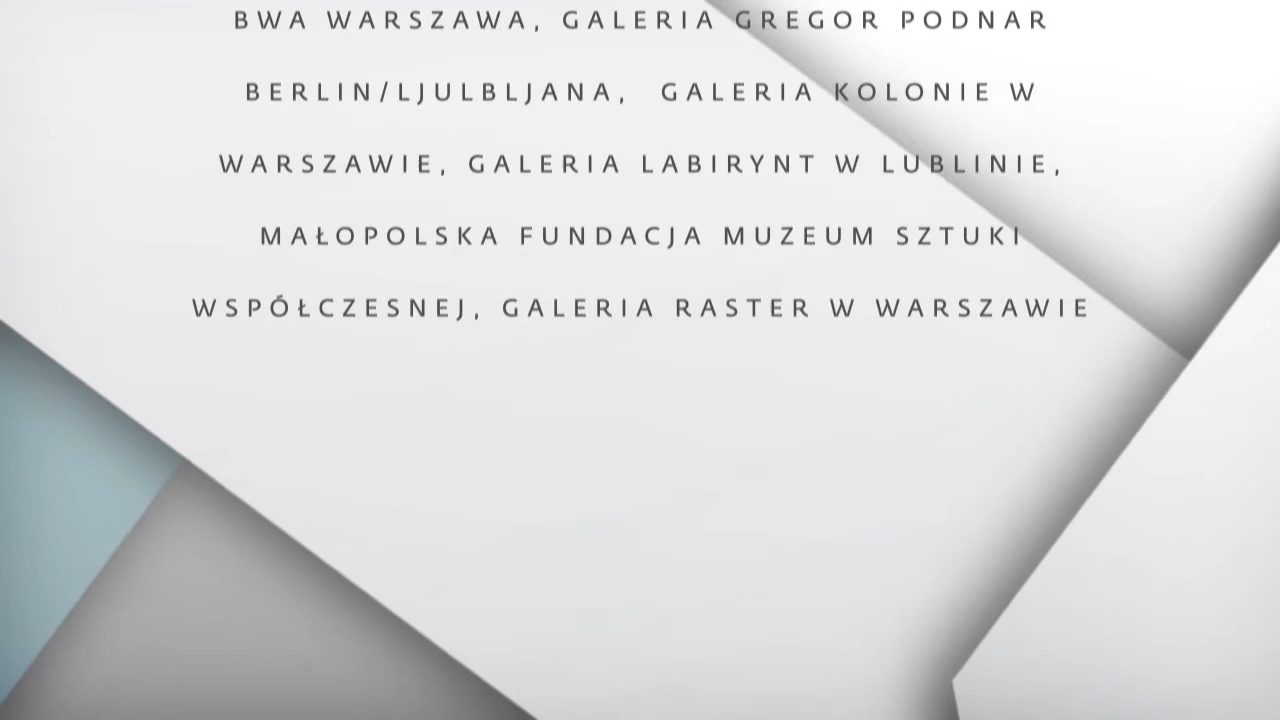 BWA WARSZAWA, GALERIA GREGOR PODNAR
BERLIN/LJULBLJANA, GALERIA KOLONIE W
WARSZAWIE, GALERIA LABIRYNT W LUBLINIE,
MAŁOPOLSKA FUNDACJA MUZEUM SZTUKI
WSPÓŁCZESNEJ, GALERIA RASTER W WARSZAWIE